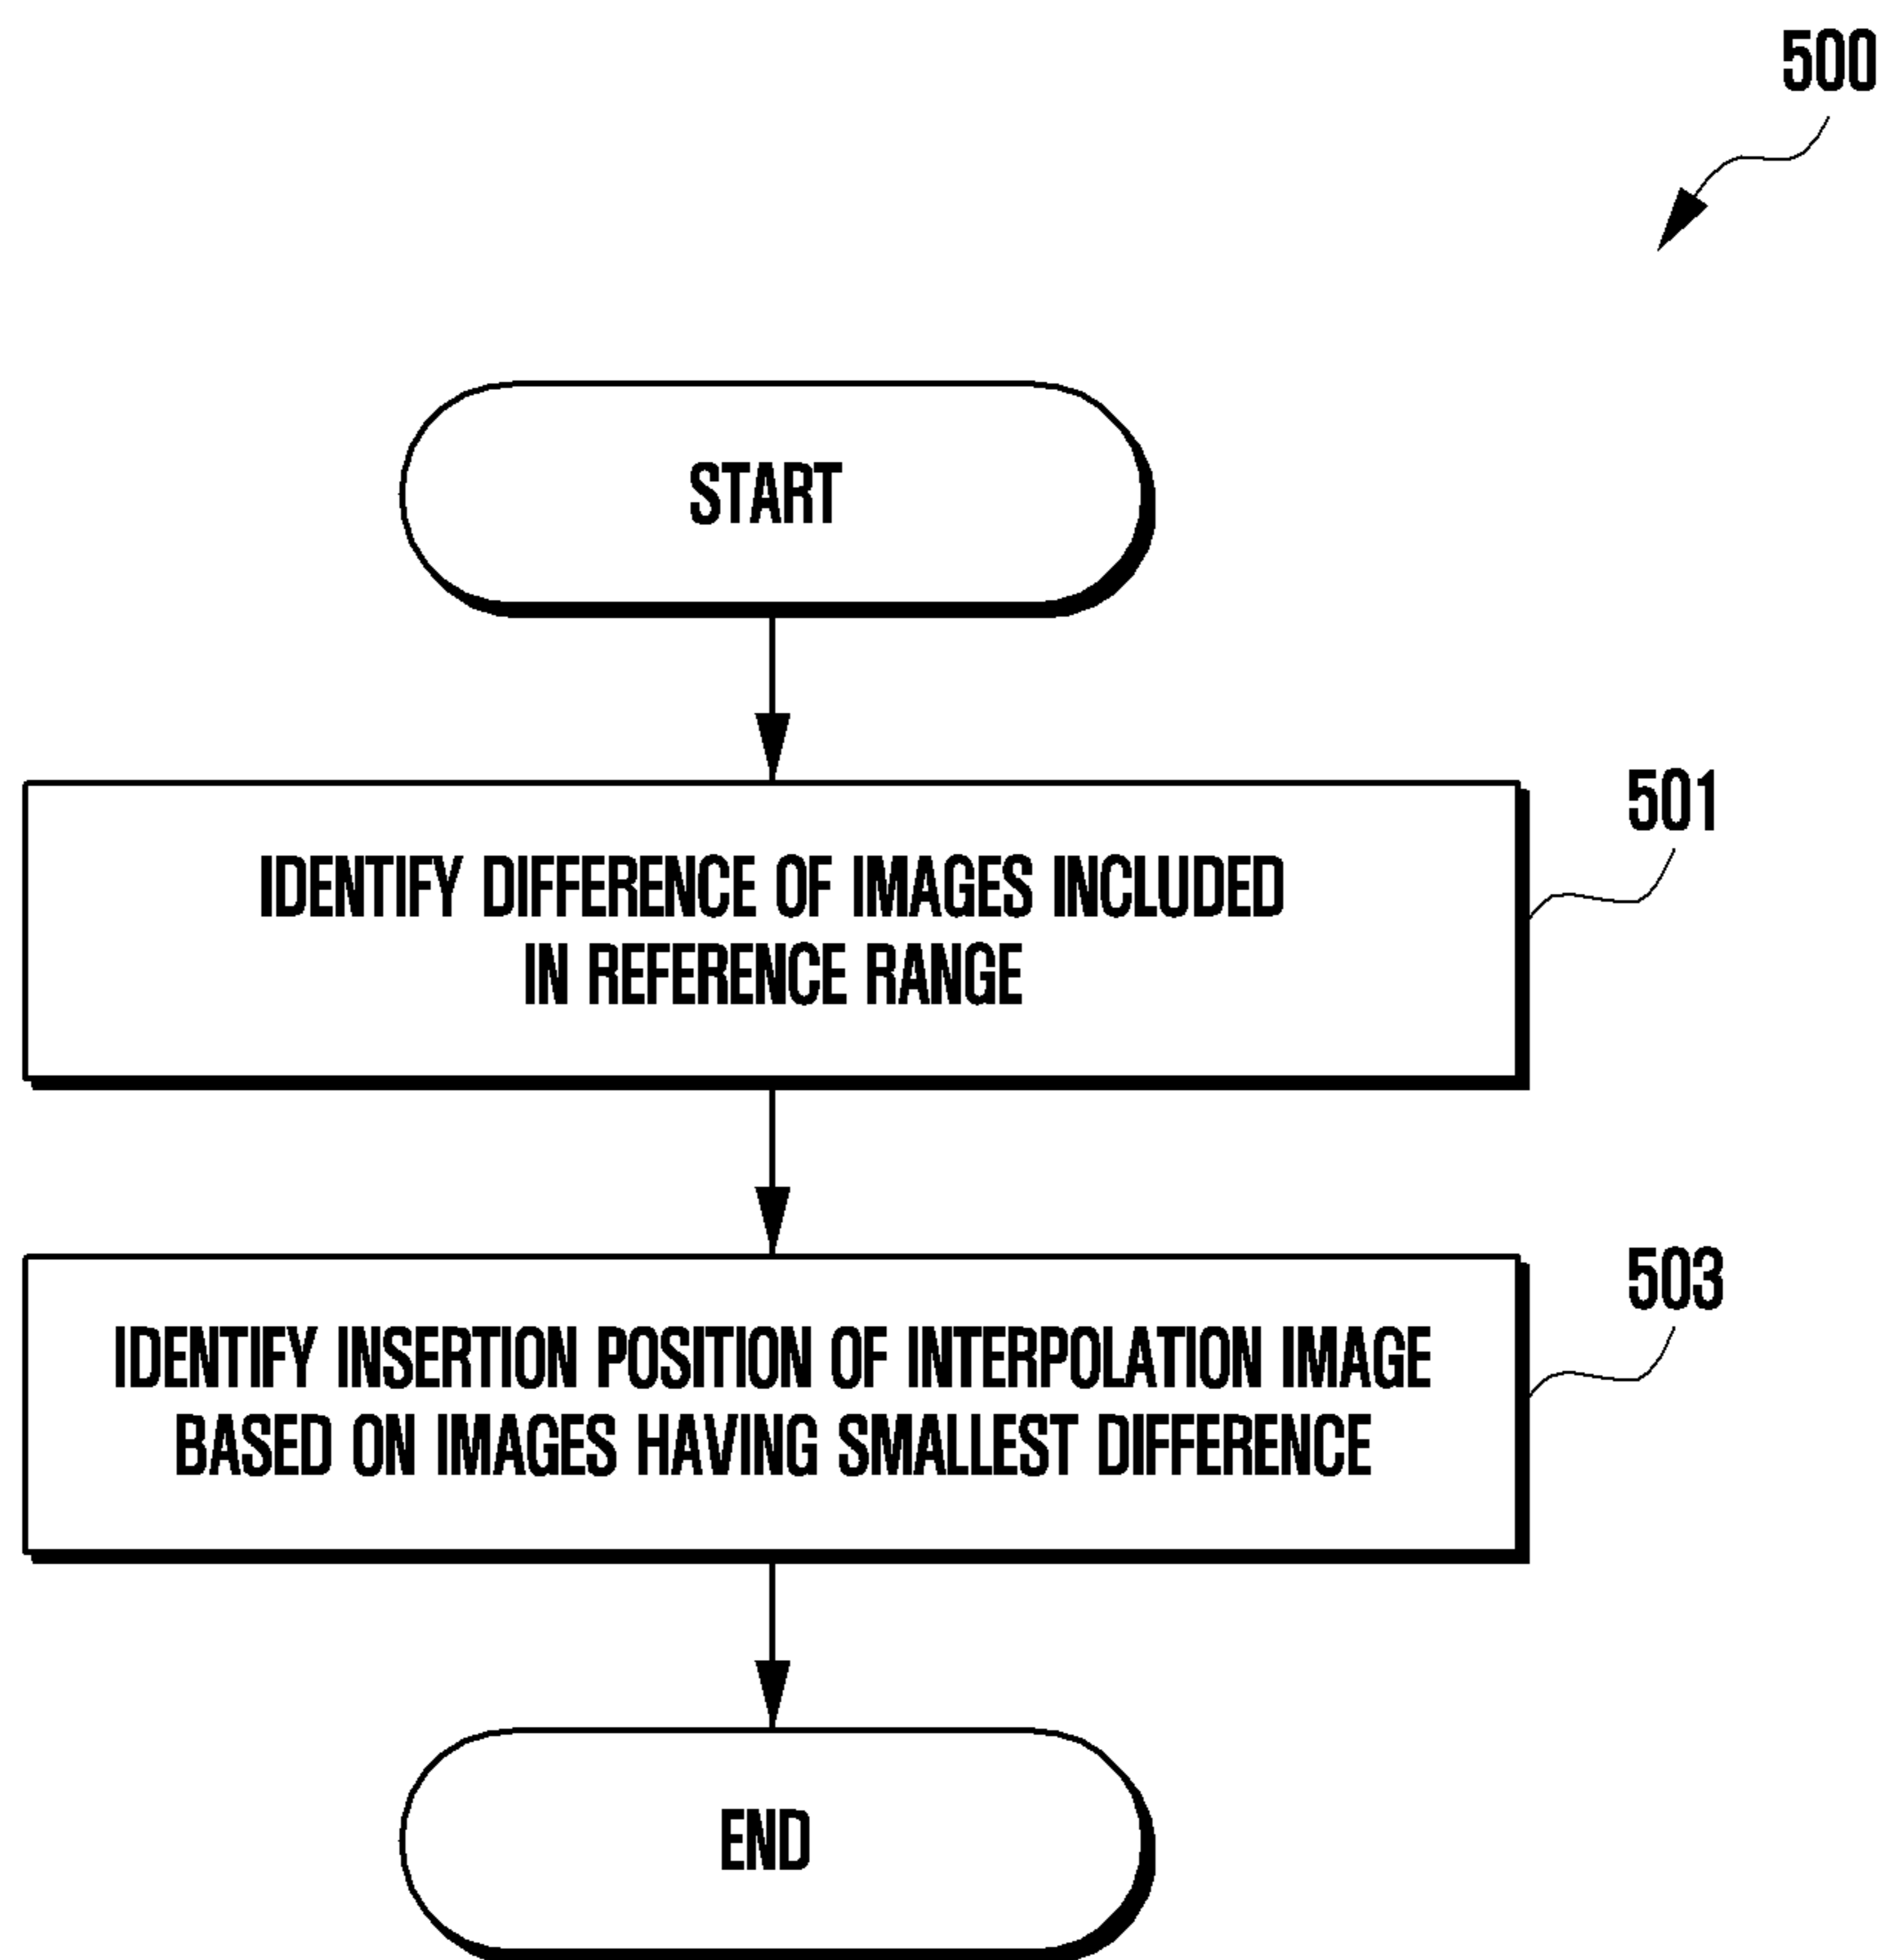 500
START
501
IDENTIFY DIFFERENCE OF IMAGES INCLUDED
IN REFERENCE RANGE
503
IDENTIFY INSERTION POSITION OF INTERPOLATION IMAGE
BASED ON IMAGES HAVING SMALLEST DIFFERENCE
END